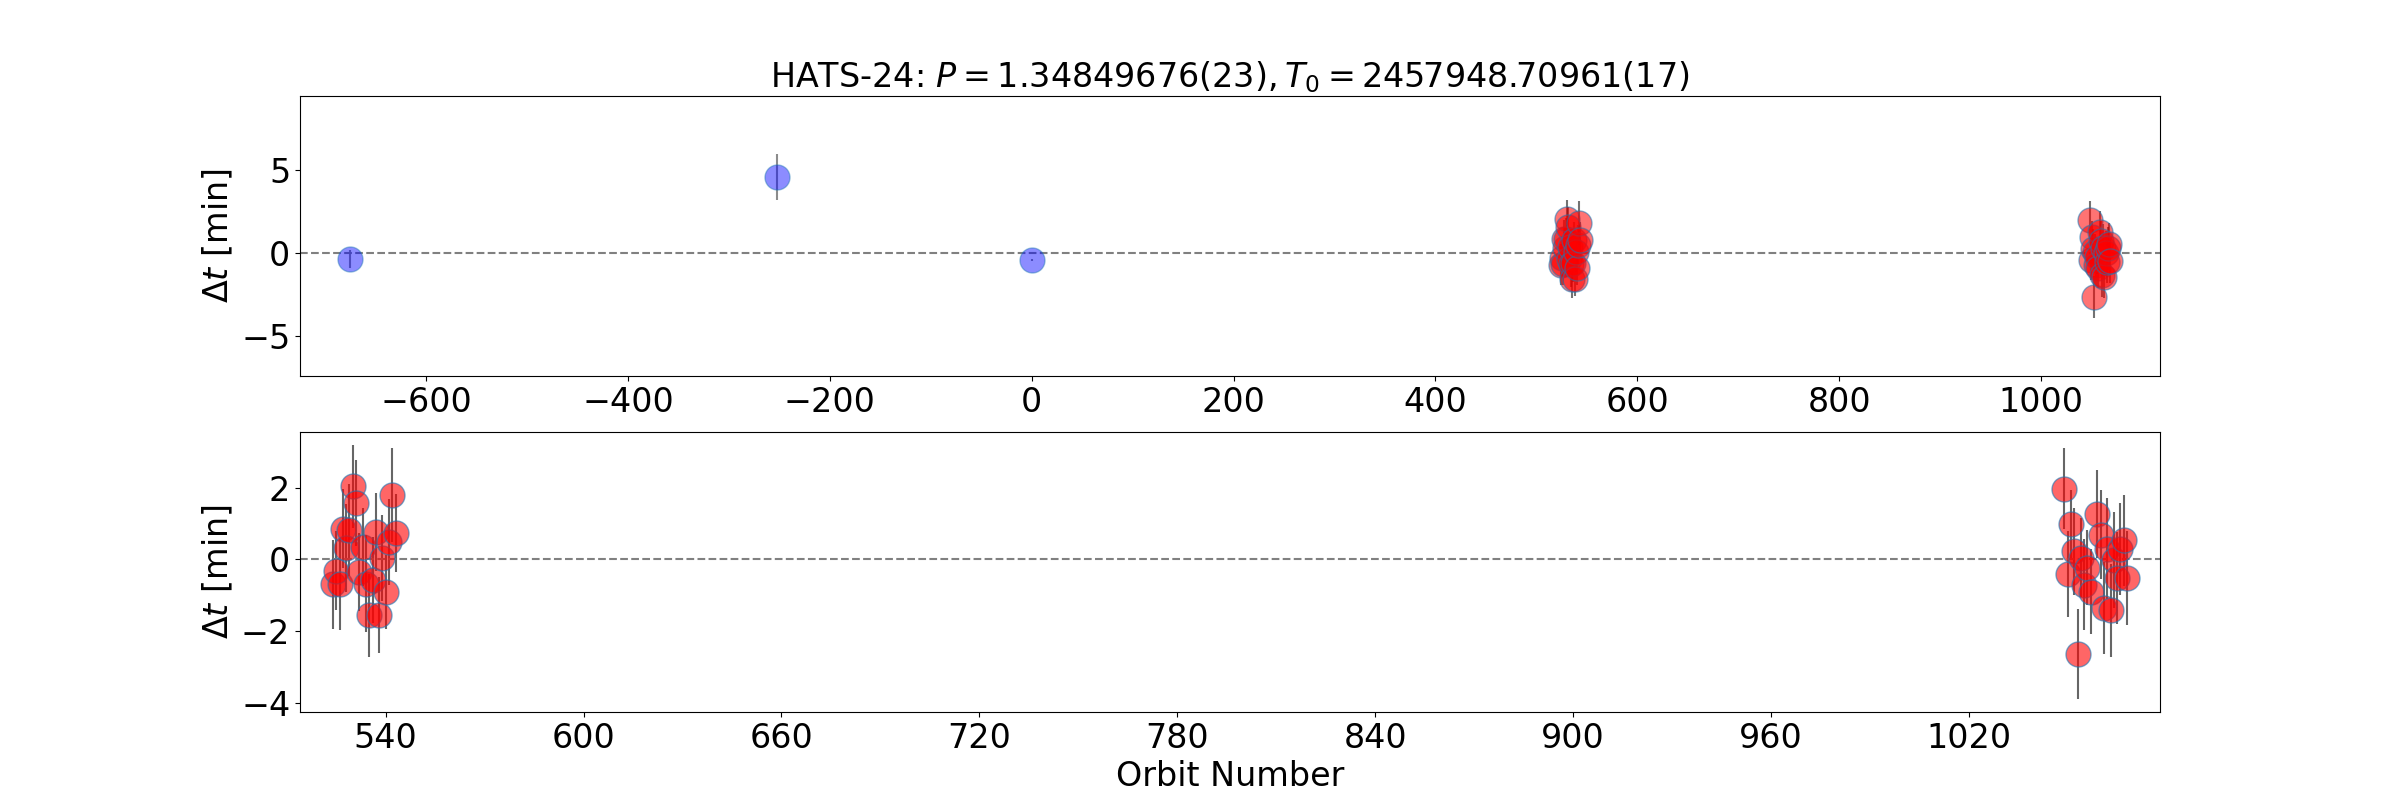 HATS-24: P = 1.34849676(23), T₀ = 2457948.70961(17)
Δt [min]
5
0
−5
−600 −400 −200 0 200 400 600 800 1000
Δt [min]
2
0
−2
−4
540 600 660 720 780 840 900 960 1020
Orbit Number